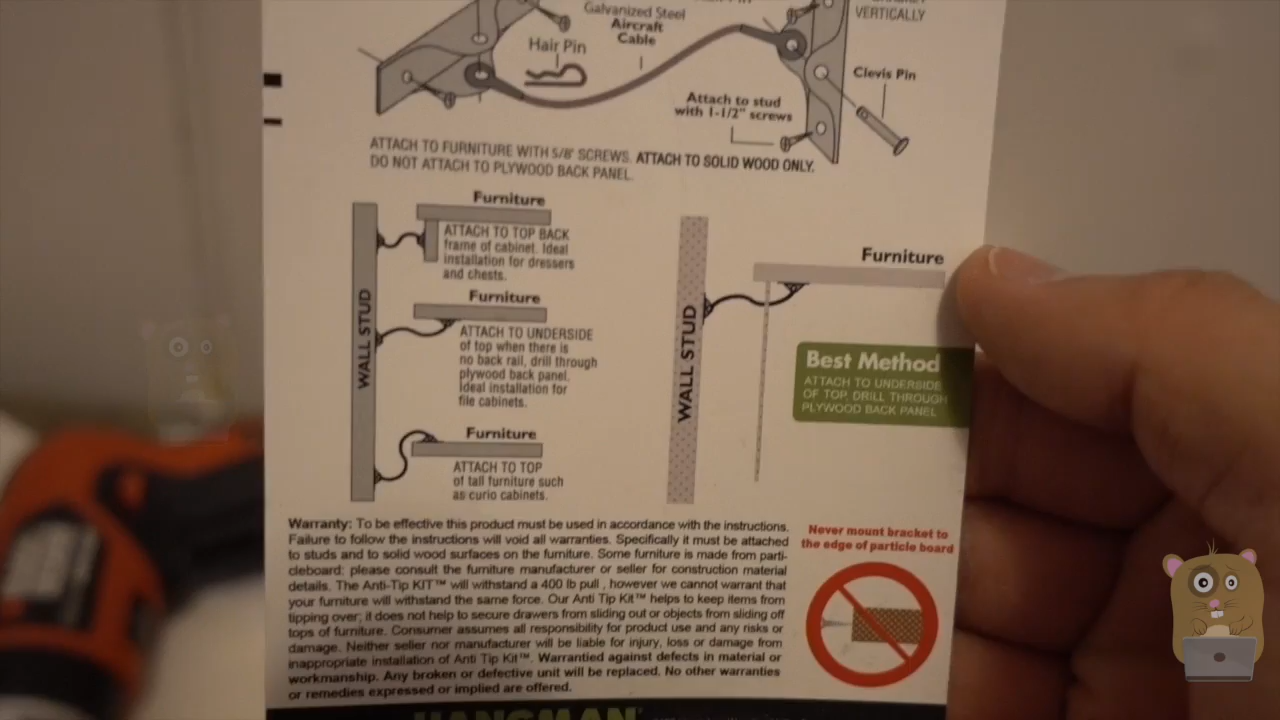 Galvanized Steel
Aircraft
Cable
Hair Pin
VERTICALLY
Clevis Pin
Attach to stud
with 1-1/2" screws
ATTACH TO FURNITURE WITH 5/8" SCREWS. ATTACH TO SOLID WOOD ONLY.
DO NOT ATTACH TO PLYWOOD BACK PANEL.
WALL STUD
Furniture
ATTACH TO TOP BACK
frame of cabinet. Ideal
installation for dressers
and chests.
Furniture
ATTACH TO UNDERSIDE
of top when there is
no back rail, drill through
plywood back panel.
Ideal installation for
file cabinets.
Furniture
ATTACH TO TOP
of tall furniture such
as curio cabinets.
WALL STUD
Furniture
Best Method
ATTACH TO UNDERSIDE
OF TOP, DRILL THROUGH
PLYWOOD BACK PANEL
Warranty: To be effective this product must be used in accordance with the instructions.
Failure to follow the instructions will void all warranties. Specifically it must be attached
to studs and to solid wood surfaces on the furniture. Some furniture is made from parti-
cleboard; please consult the furniture manufacturer or seller for construction material
details. The Anti-Tip KIT™ will withstand a 400 lb pull , however we cannot warrant that
your furniture will withstand the same force. Our Anti Tip Kit™ helps to keep items from
tipping over; it does not help to secure drawers from sliding out or objects from sliding off
tops of furniture. Consumer assumes all responsibility for product use and any risks or
damage. Neither seller nor manufacturer will be liable for injury, loss or damage from
inappropriate installation of Anti Tip Kit™. Warrantied against defects in material or
workmanship. Any broken or defective unit will be replaced. No other warranties
or remedies expressed or implied are offered.
Never mount bracket to
the edge of particle board
HANGMAN